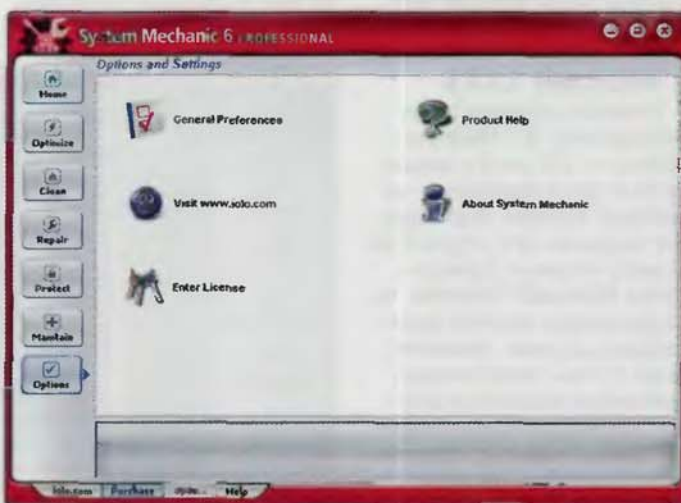 System Mechanic 6 PROFESSIONAL
Options and Settings
Home
Optimize
Clean
Repair
Protect
Maintain
Options
General Preferences
Product Help
Visit www.iolo.com
About System Mechanic
Enter License
iolo.com Purchase Help